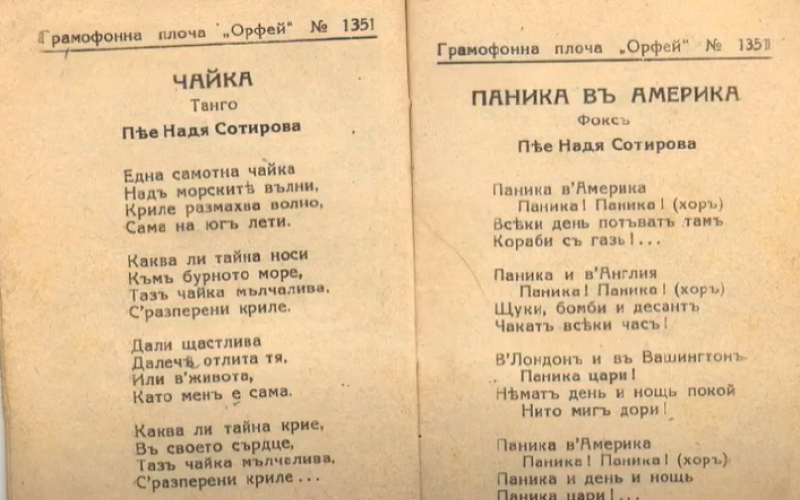 Грамофонна плоча „Орфей" № 1351
ЧАЙКА
Танго
Пѣе Надя Сотирова
Една самотна чайка
Надъ морскитѣ вълни,
Криле размахва волно,
Сама на югъ лети.
Каква ли тайна носи
Къмъ бурното море,
Тазъ чайка мълчалива,
С'разперени криле.
Дали щастлива
Далечъ отлита тя,
Или в'живота,
Като менъ е сама.
Каква ли тайна крие,
Въ своето сърдце,
Тазъ чайка мълчелива,
С'разперени криле ...
Грамофонна плоча „Орфей" № 1351
ПАНИКА ВЪ АМЕРИКА
Фоксъ
Пѣе Надя Сотирова
Паника в'Америка
Паника! Паника! (хоръ)
Всѣки день потъватъ тамъ
Кораби съ газь!...
Паника и в'Англия
Паника! Паника! (хоръ)
Щуки, бомби и десантъ
Чакатъ всѣки часъ!
В'Лондонъ и въ Вашингтонъ
Паника цари!
Нѣматъ день и нощь покой
Нито мигъ дори!
Паника в'Америка
Паника! Паника! (хоръ)
Паника и день и нощь
Паника цари!...